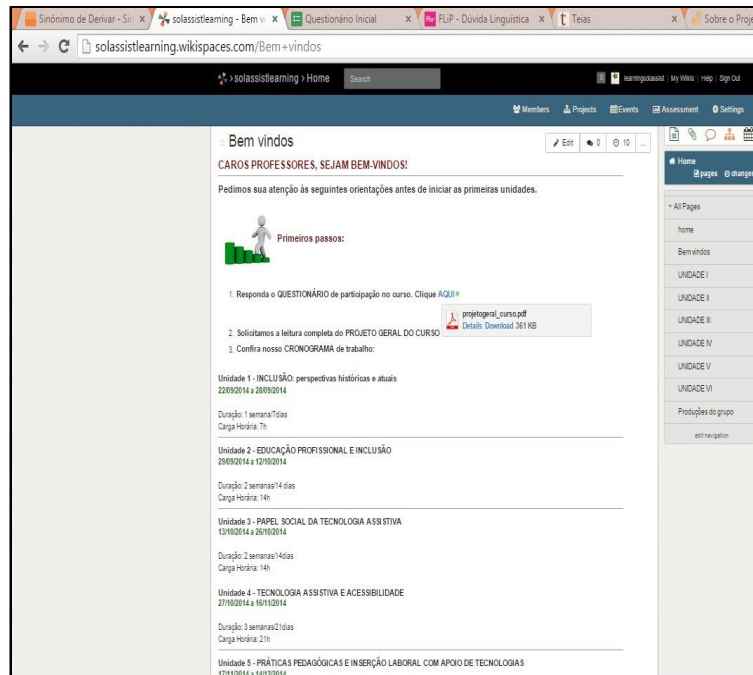 Sinônimo de Derivar - Sin
solassistlearning - Bem vi
Questionário Inicial
FLiP - Dúvida Linguística
Teias
Sobre o Proje
solassistlearning.wikispaces.com/Bem+vindos
solassistlearning > Home
Search
0
learningsolassist | My Wikis | Help | Sign Out
Members Projects Events Assessment Settings
Bem vindos
Edit 0 10 ...
CAROS PROFESSORES, SEJAM BEM-VINDOS!
Pedimos sua atenção às seguintes orientações antes de iniciar as primeiras unidades.
Primeiros passos:
1. Responda o QUESTIONÁRIO de participação no curso. Clique AQUI
projetogeral_curso.pdf
Details Download 361 KB
2. Solicitamos a leitura completa do PROJETO GERAL DO CURSO
3. Confira nosso CRONOGRAMA de trabalho:
Unidade 1 - INCLUSÃO: perspectivas históricas e atuais
22/09/2014 a 28/09/2014
Duração: 1 semana/7dias
Carga Horária: 7h
Unidade 2 - EDUCAÇÃO PROFISSIONAL E INCLUSÃO
29/09/2014 a 12/10/2014
Duração: 2 semanas/14 dias
Carga Horária: 14h
Unidade 3 - PAPEL SOCIAL DA TECNOLOGIA ASSISTIVA
13/10/2014 a 26/10/2014
Duração: 2 semanas/14dias
Carga Horária: 14h
Unidade 4 - TECNOLOGIA ASSISTIVA E ACESSIBILIDADE
27/10/2014 a 16/11/2014
Duração: 3 semanas/21dias
Carga Horária: 21h
Unidade 5 - PRÁTICAS PEDAGÓGICAS E INSERÇÃO LABORAL COM APOIO DE TECNOLOGIAS
17/11/2014 a 14/12/2014
Home
pages changes
All Pages
home
Bem vindos
UNIDADE I
UNIDADE II
UNIDADE III
UNIDADE IV
UNIDADE V
UNIDADE VI
Produções do grupo
edit navigation